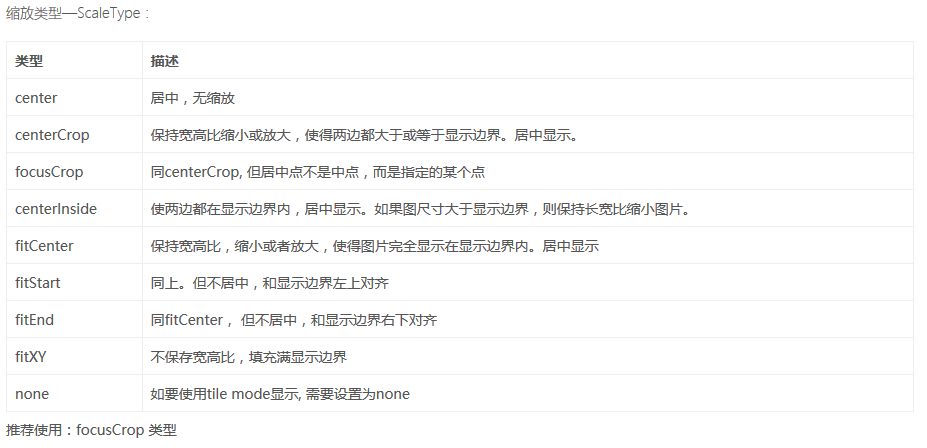 缩放类型—ScaleType：
类型 描述
center 居中，无缩放
centerCrop 保持宽高比缩小或放大，使得两边都大于或等于显示边界。居中显示。
focusCrop 同centerCrop, 但居中点不是中点，而是指定的某个点
centerInside 使两边都在显示边界内，居中显示。如果图尺寸大于显示边界，则保持长宽比缩小图片。
fitCenter 保持宽高比，缩小或者放大，使得图片完全显示在显示边界内。居中显示
fitStart 同上。但不居中，和显示边界左上对齐
fitEnd 同fitCenter， 但不居中，和显示边界右下对齐
fitXY 不保存宽高比，填充满显示边界
none 如要使用tile mode显示, 需要设置为none
推荐使用：focusCrop 类型